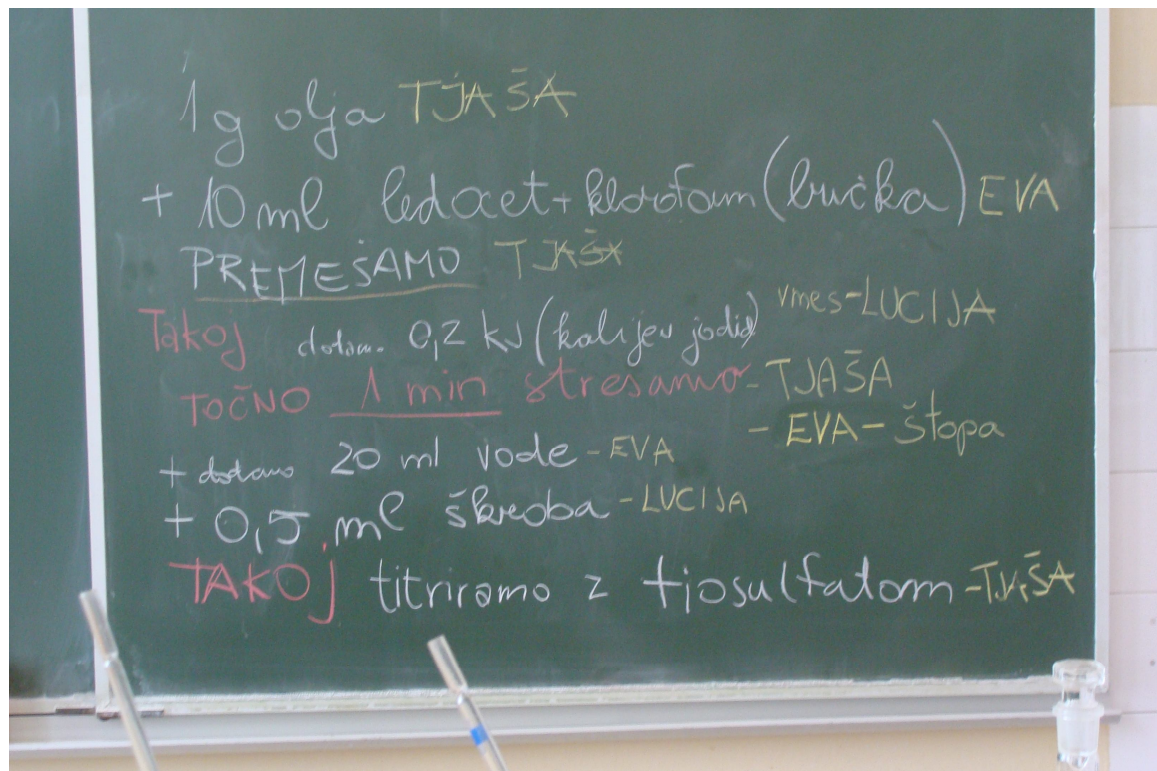 1 g olja TJAŠA
+ 10 ml ledocet + kloroform (bučka) EVA
PREMEŠAMO TJAŠA
Takoj dodam. 0,2 KJ (kalijev jodid) vmes-LUCIJA
TOČNO 1 min stresamo - TJAŠA
- EVA - štopa
+ dodamo 20 ml vode - EVA
+ 0,5 ml škroba - LUCIJA
TAKOJ titriramo z tiosulfatom - TJAŠA